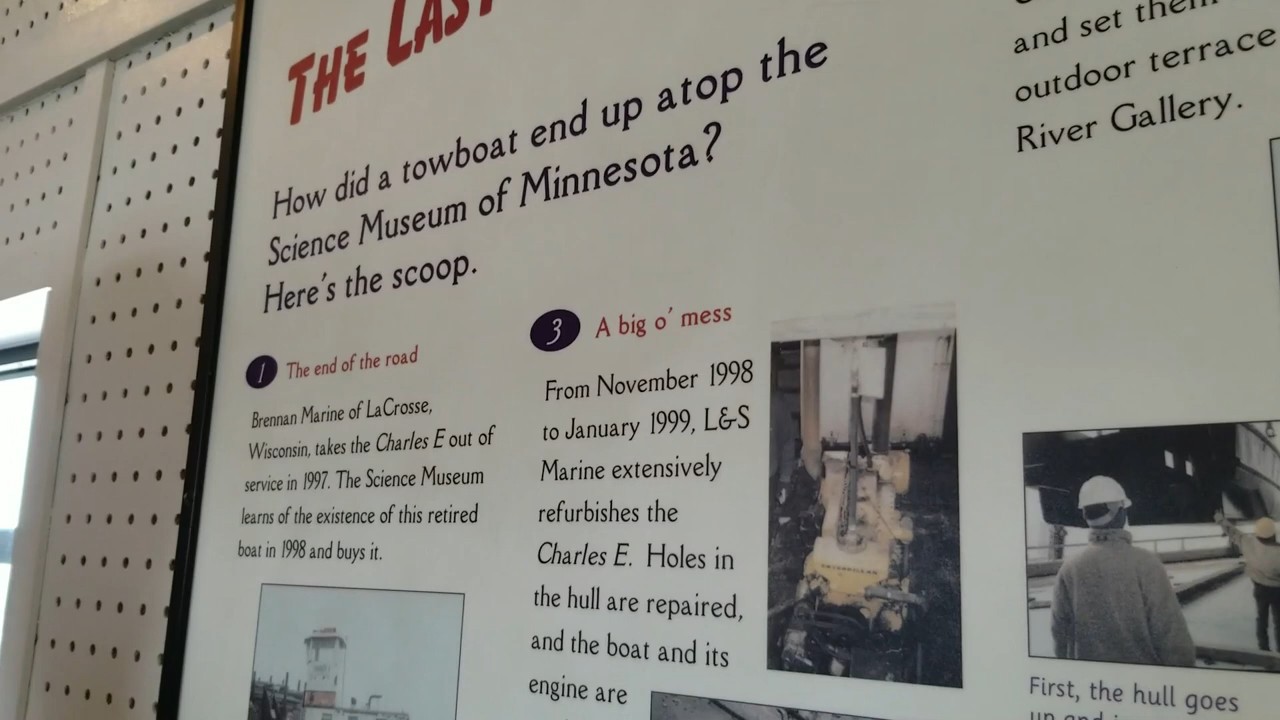 THE LAST
How did a towboat end up atop the
Science Museum of Minnesota?
Here's the scoop.
1 The end of the road
Brennan Marine of LaCrosse,
Wisconsin, takes the Charles E out of
service in 1997. The Science Museum
learns of the existence of this retired
boat in 1998 and buys it.
3 A big o' mess
From November 1998
to January 1999, L&S
Marine extensively
refurbishes the
Charles E. Holes in
the hull are repaired,
and the boat and its
engine are
CATERPILLAR
and set them
outdoor terrace
River Gallery.
First, the hull goes
up and